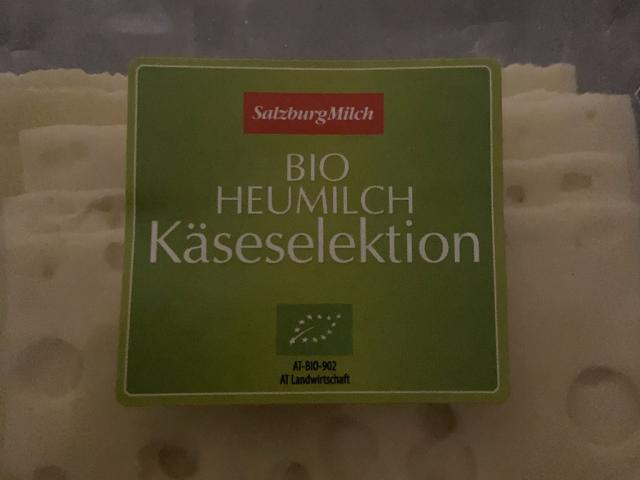 SalzburgMilch
BIO
HEUMILCH
Käseselektion
AT-BIO-902
AT Landwirtschaft